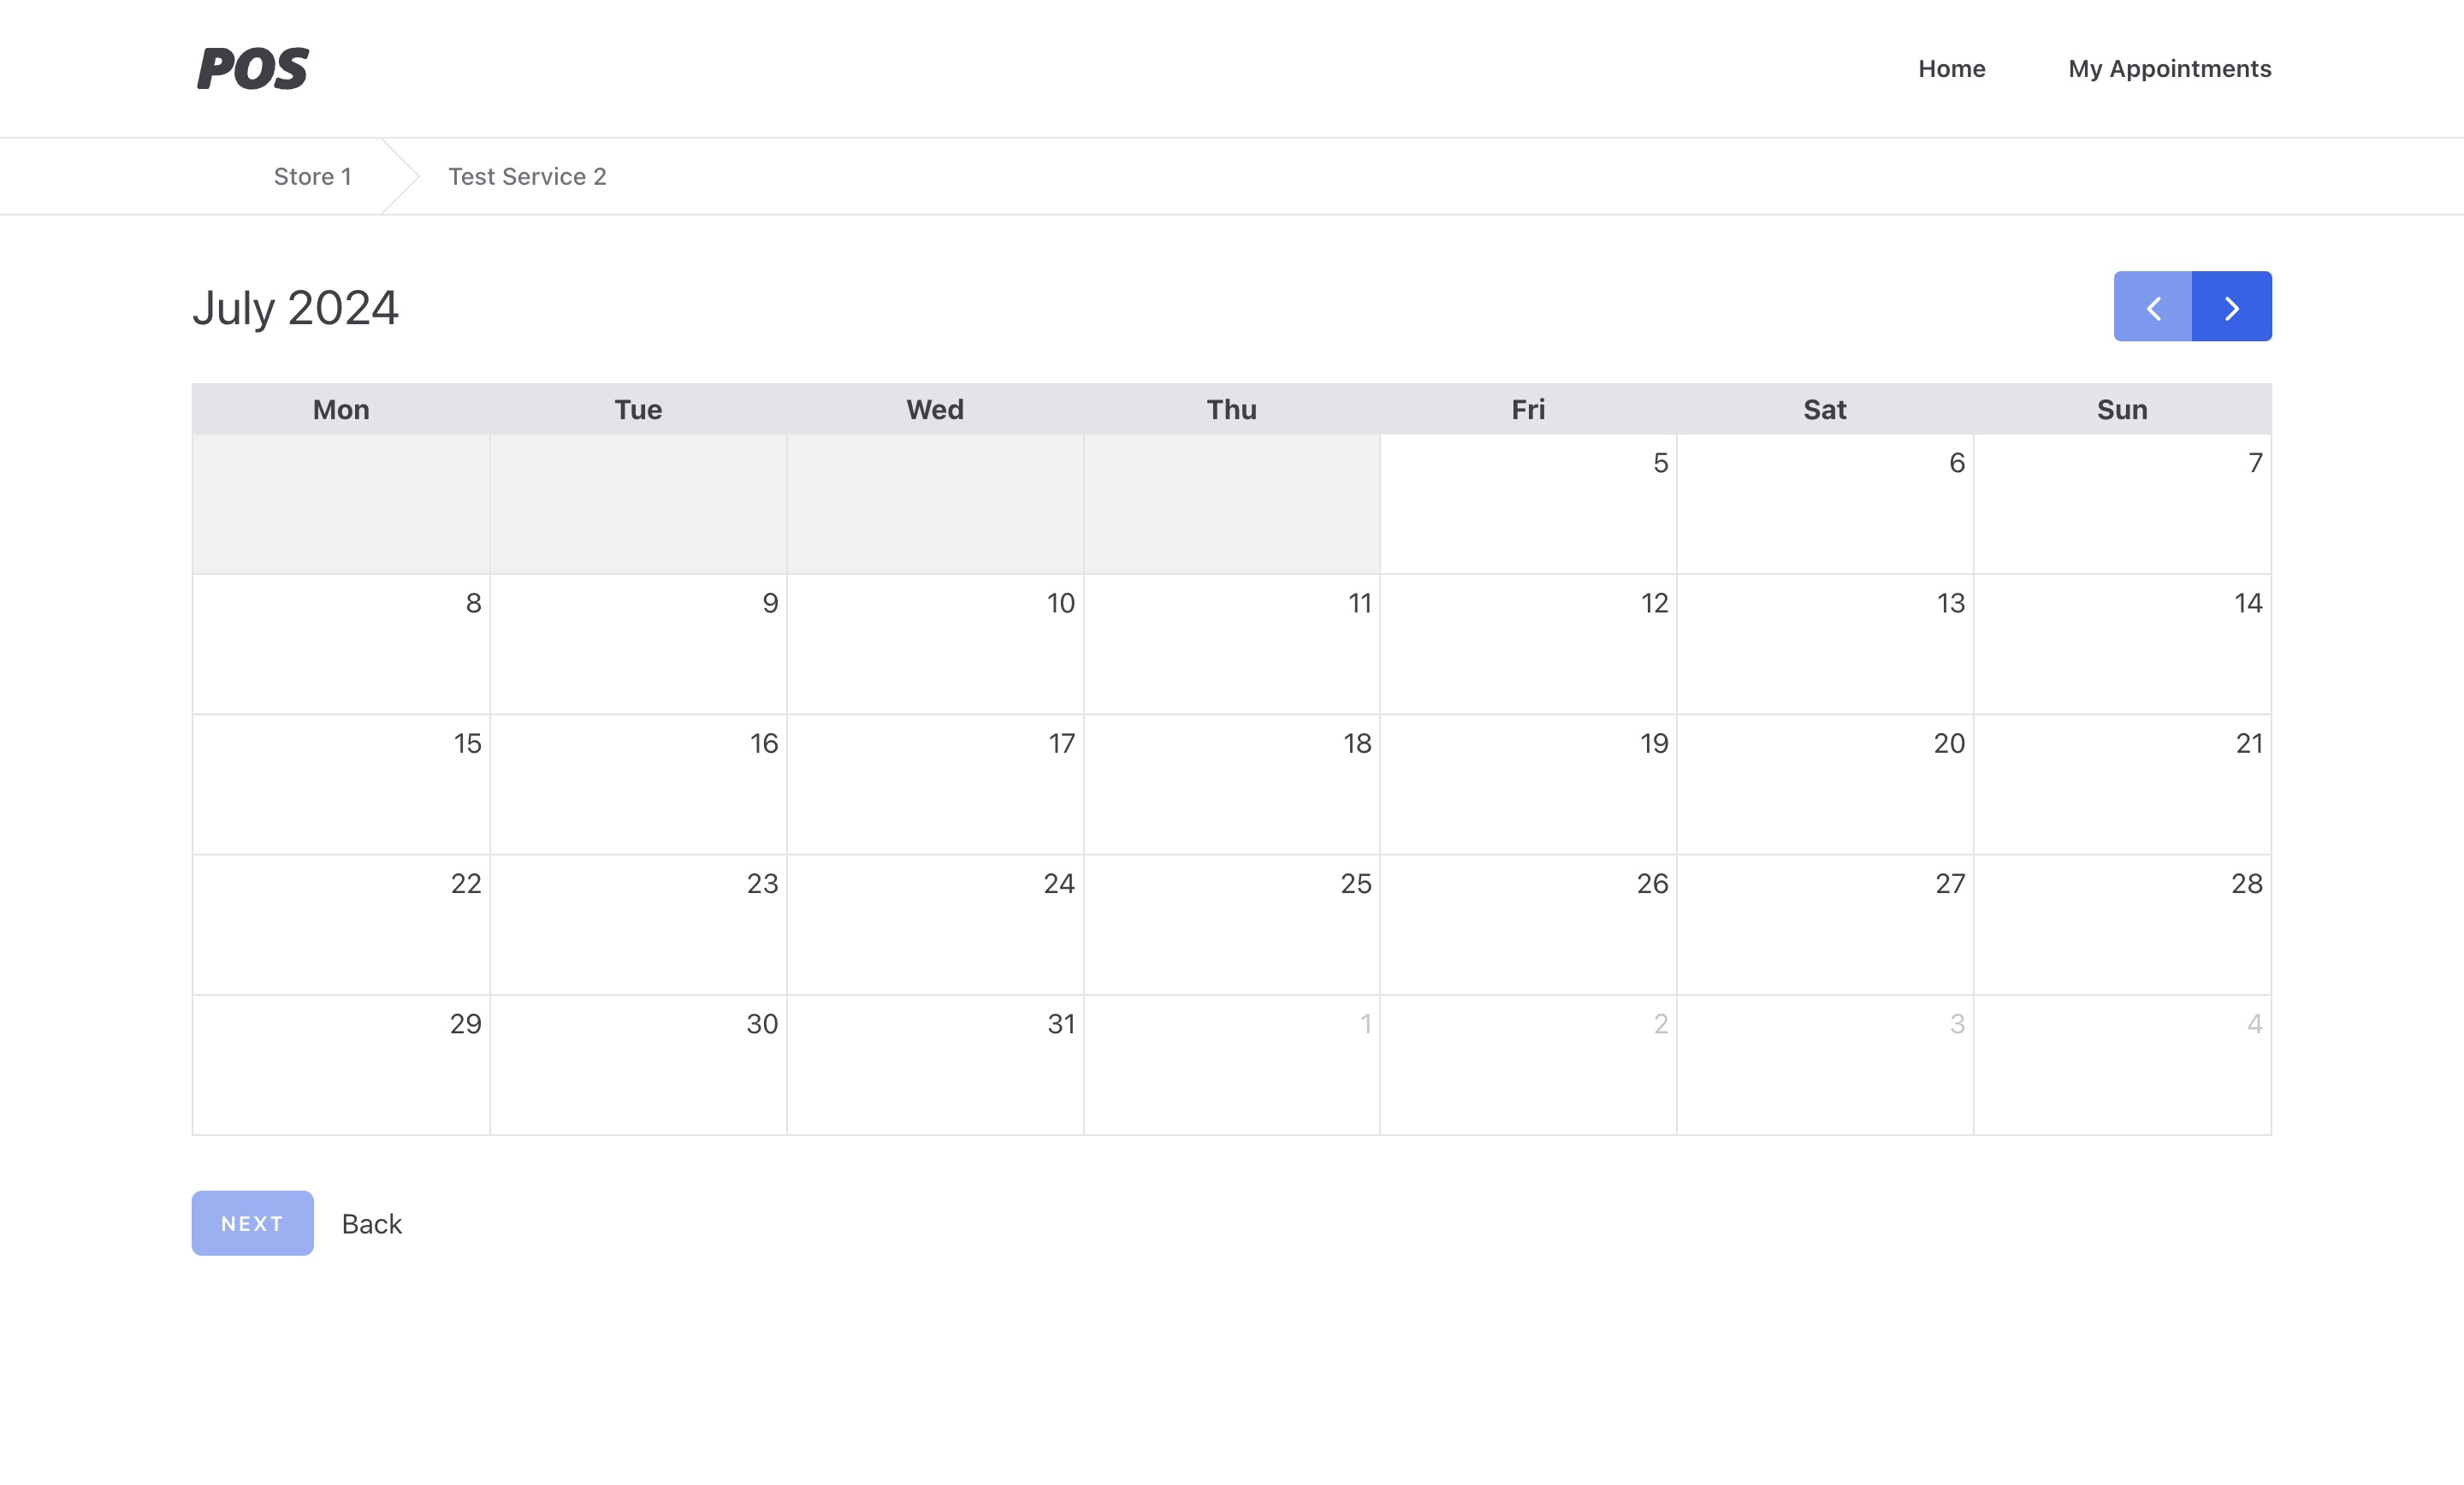 POS
Home My Appointments
Store 1 Test Service 2
July 2024
Mon Tue Wed Thu Fri Sat Sun
5 6 7
8 9 10 11 12 13 14
15 16 17 18 19 20 21
22 23 24 25 26 27 28
29 30 31 1 2 3 4
NEXT Back